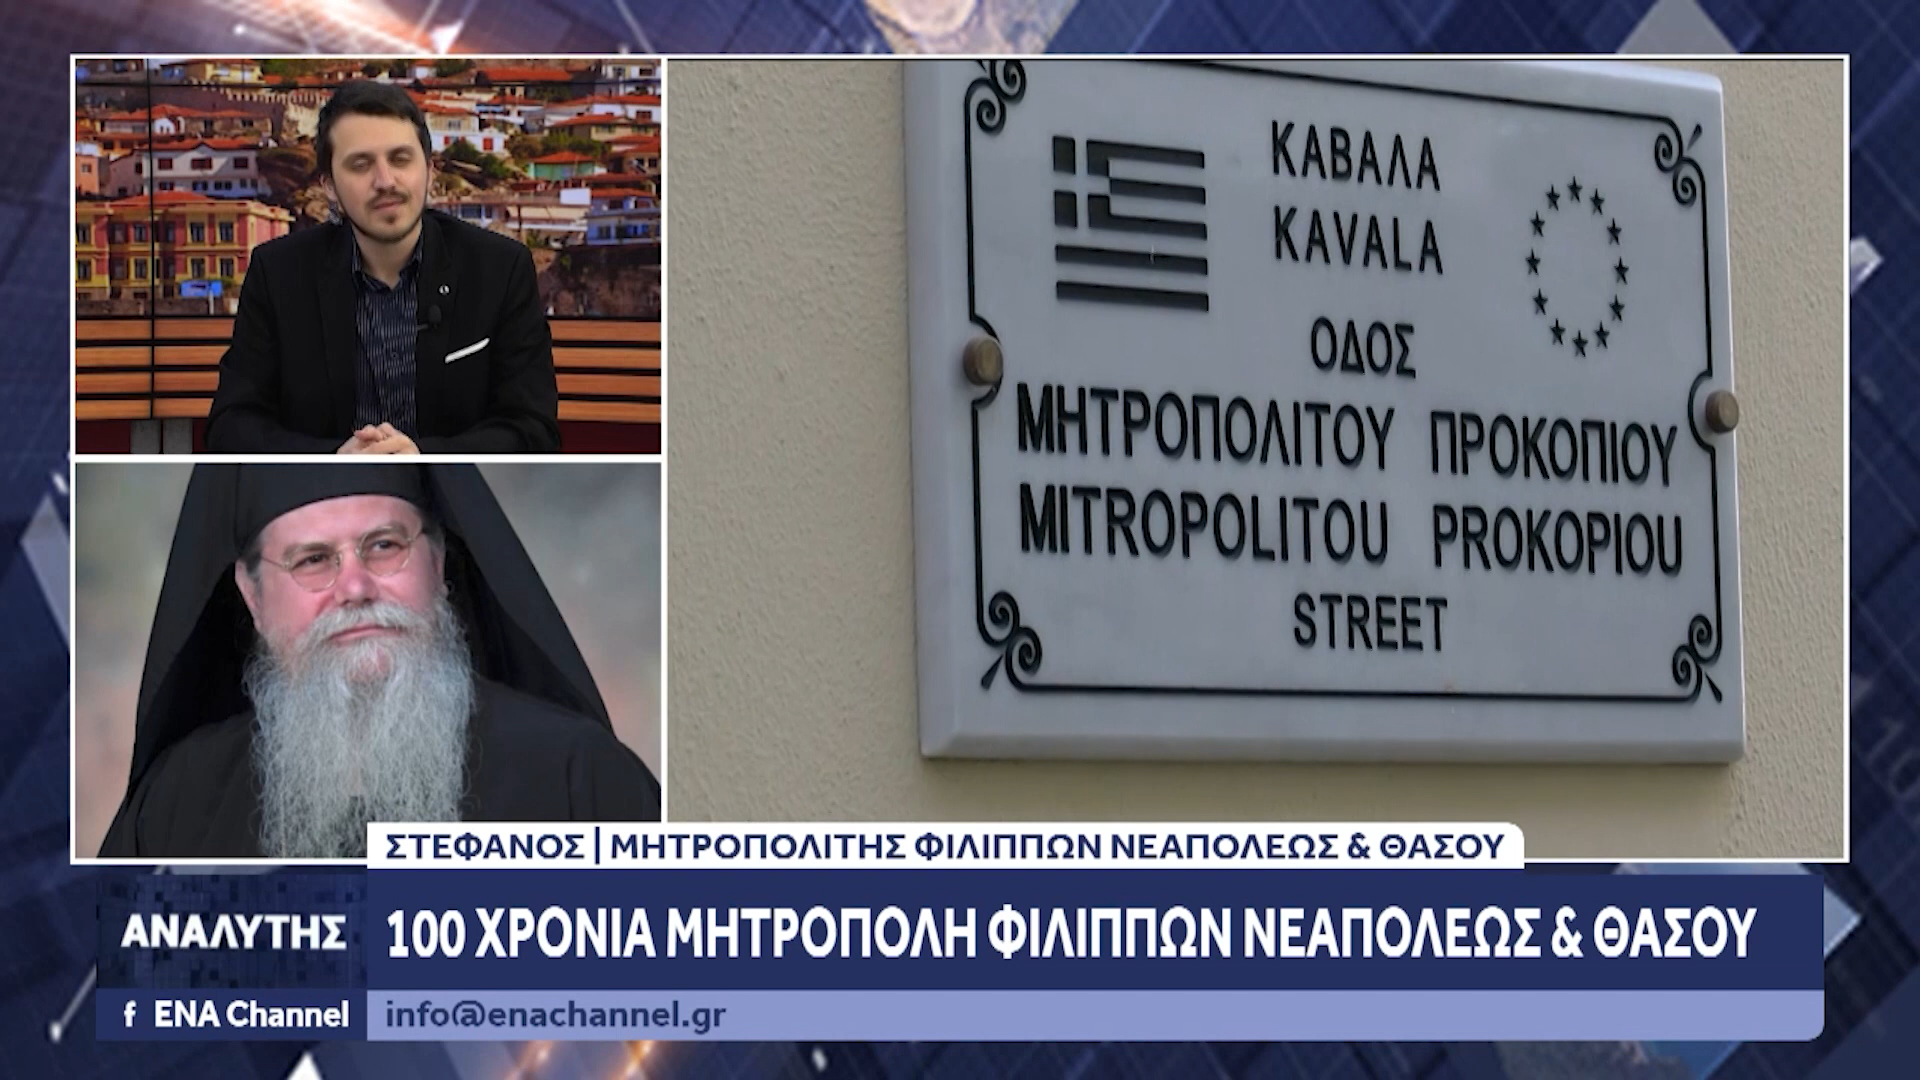 ΚΑΒΑΛΑ
KAVALA
ΟΔΟΣ
ΜΗΤΡΟΠΟΛΙΤΟΥ ΠΡΟΚΟΠΙΟΥ
MITROPOLITOU PROKOPIOU
STREET
ΣΤΕΦΑΝΟΣ | ΜΗΤΡΟΠΟΛΙΤΗΣ ΦΙΛΙΠΠΩΝ ΝΕΑΠΟΛΕΩΣ & ΘΑΣΟΥ
ΑΝΑΛΥΤΗΣ
100 ΧΡΟΝΙΑ ΜΗΤΡΟΠΟΛΗ ΦΙΛΙΠΠΩΝ ΝΕΑΠΟΛΕΩΣ & ΘΑΣΟΥ
f ENA Channel
info@enachannel.gr